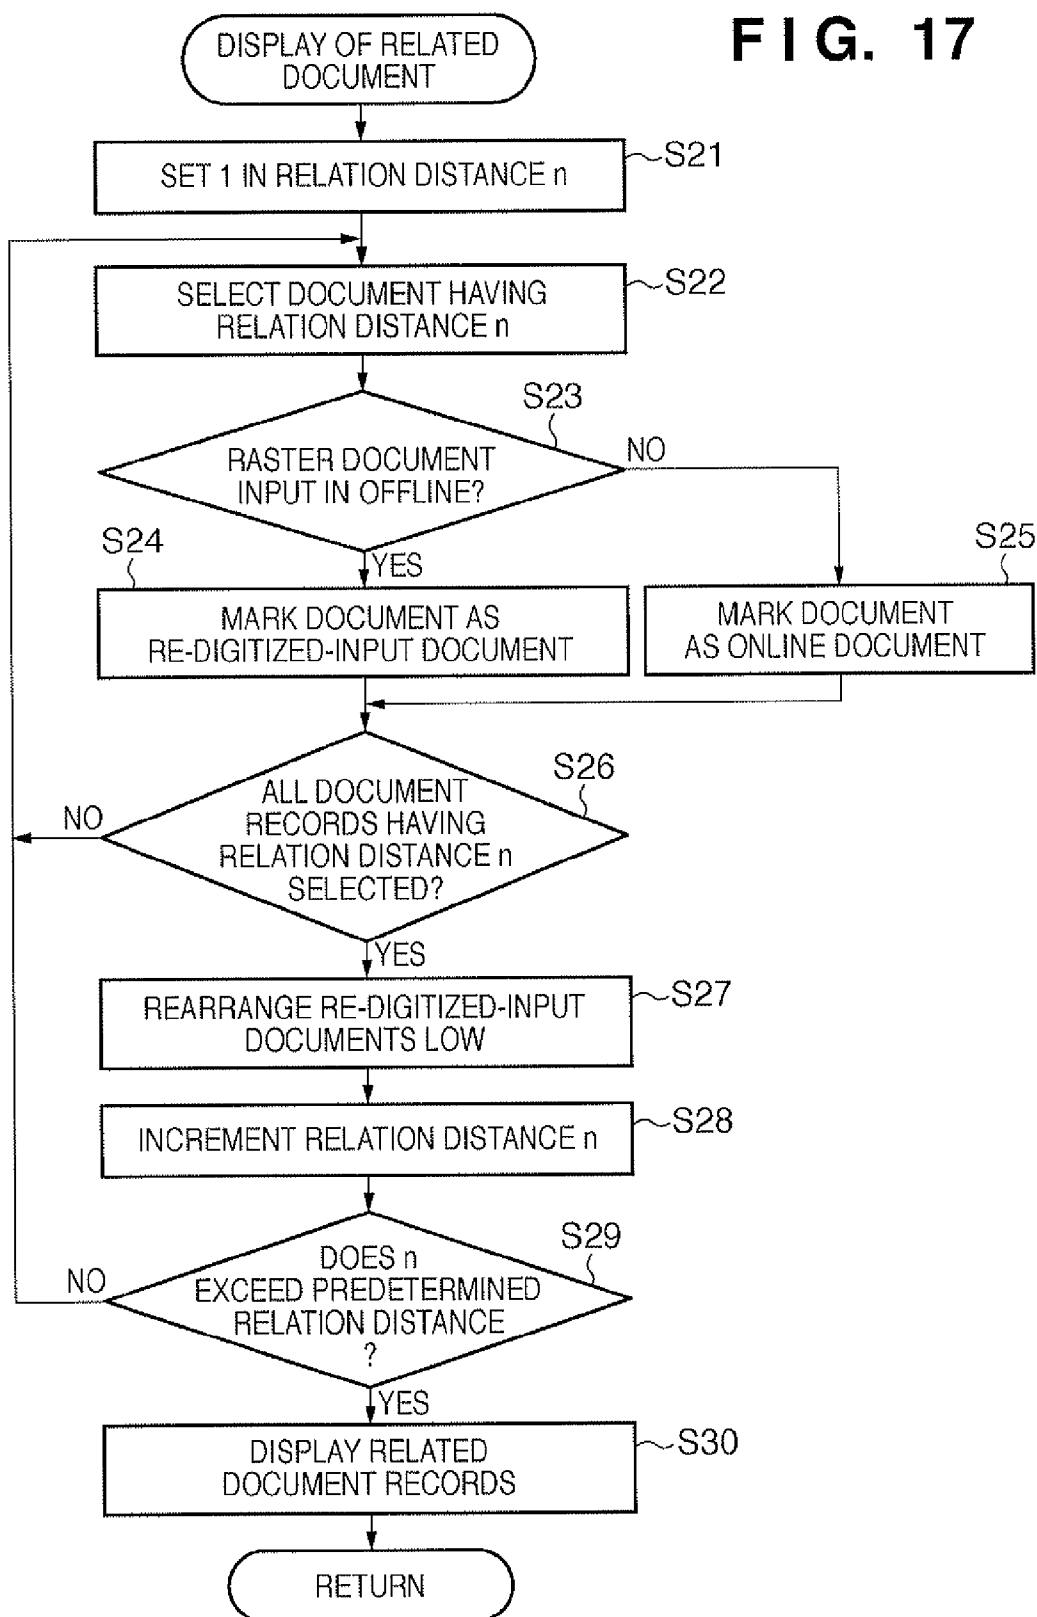 FIG. 17
DISPLAY OF RELATED
DOCUMENT
S21
SET 1 IN RELATION DISTANCE n
S22
SELECT DOCUMENT HAVING
RELATION DISTANCE n
S23
RASTER DOCUMENT
INPUT IN OFFLINE?
NO
YES
S24
MARK DOCUMENT AS
RE-DIGITIZED-INPUT DOCUMENT
S25
MARK DOCUMENT
AS ONLINE DOCUMENT
S26
ALL DOCUMENT
RECORDS HAVING
RELATION DISTANCE n
SELECTED?
NO
YES
S27
REARRANGE RE-DIGITIZED-INPUT
DOCUMENTS LOW
S28
INCREMENT RELATION DISTANCE n
S29
DOES n
EXCEED PREDETERMINED
RELATION DISTANCE
?
NO
YES
S30
DISPLAY RELATED
DOCUMENT RECORDS
RETURN